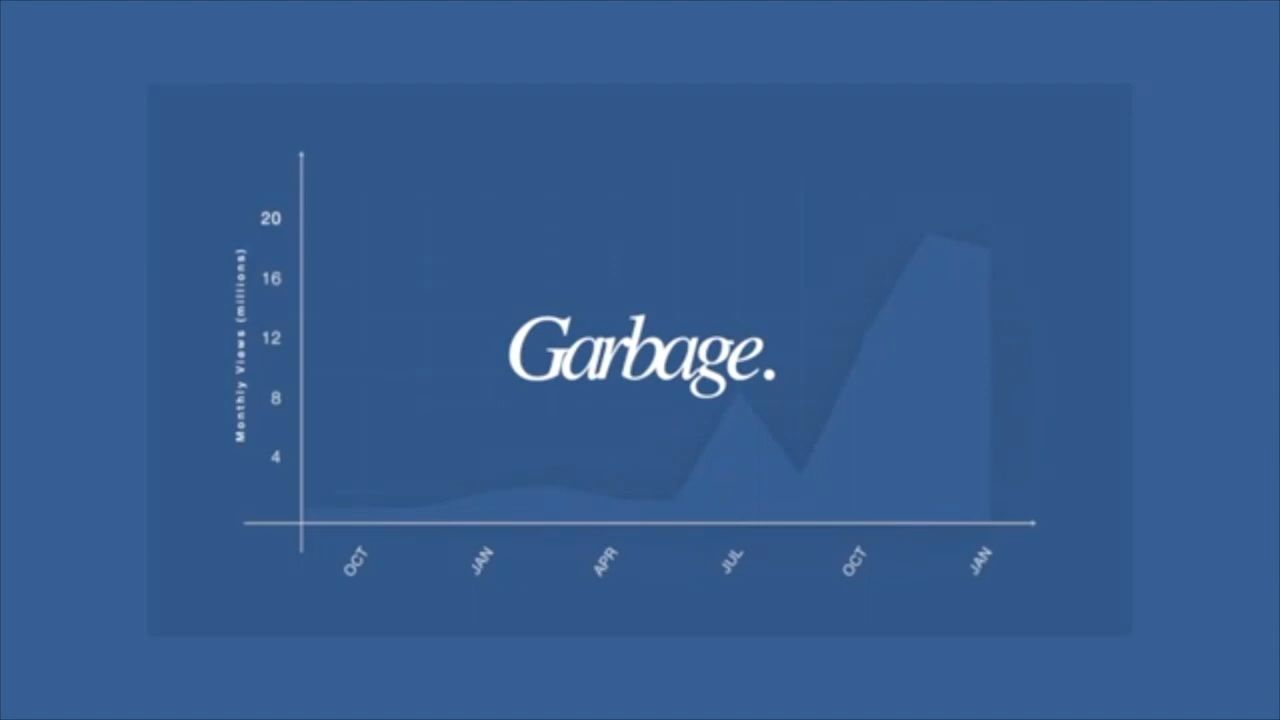 20
16
12
8
4
Monthly Views (millions)
Garbage.
OCT
JAN
APR
JUL
OCT
JAN